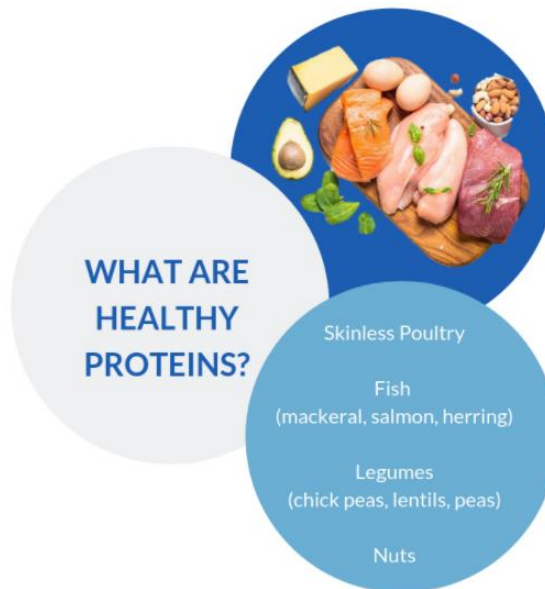 WHAT ARE
HEALTHY
PROTEINS?
Skinless Poultry
Fish
(mackeral, salmon, herring)
Legumes
(chick peas, lentils, peas)
Nuts